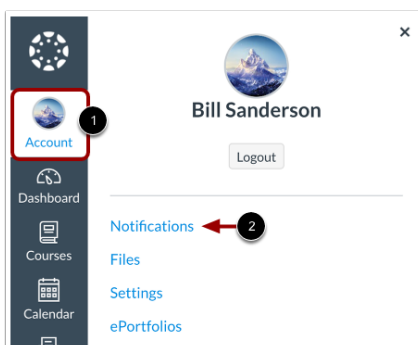 ×
Bill Sanderson
1
Account
Logout
Dashboard
Notifications
2
Courses
Files
Settings
Calendar
ePortfolios